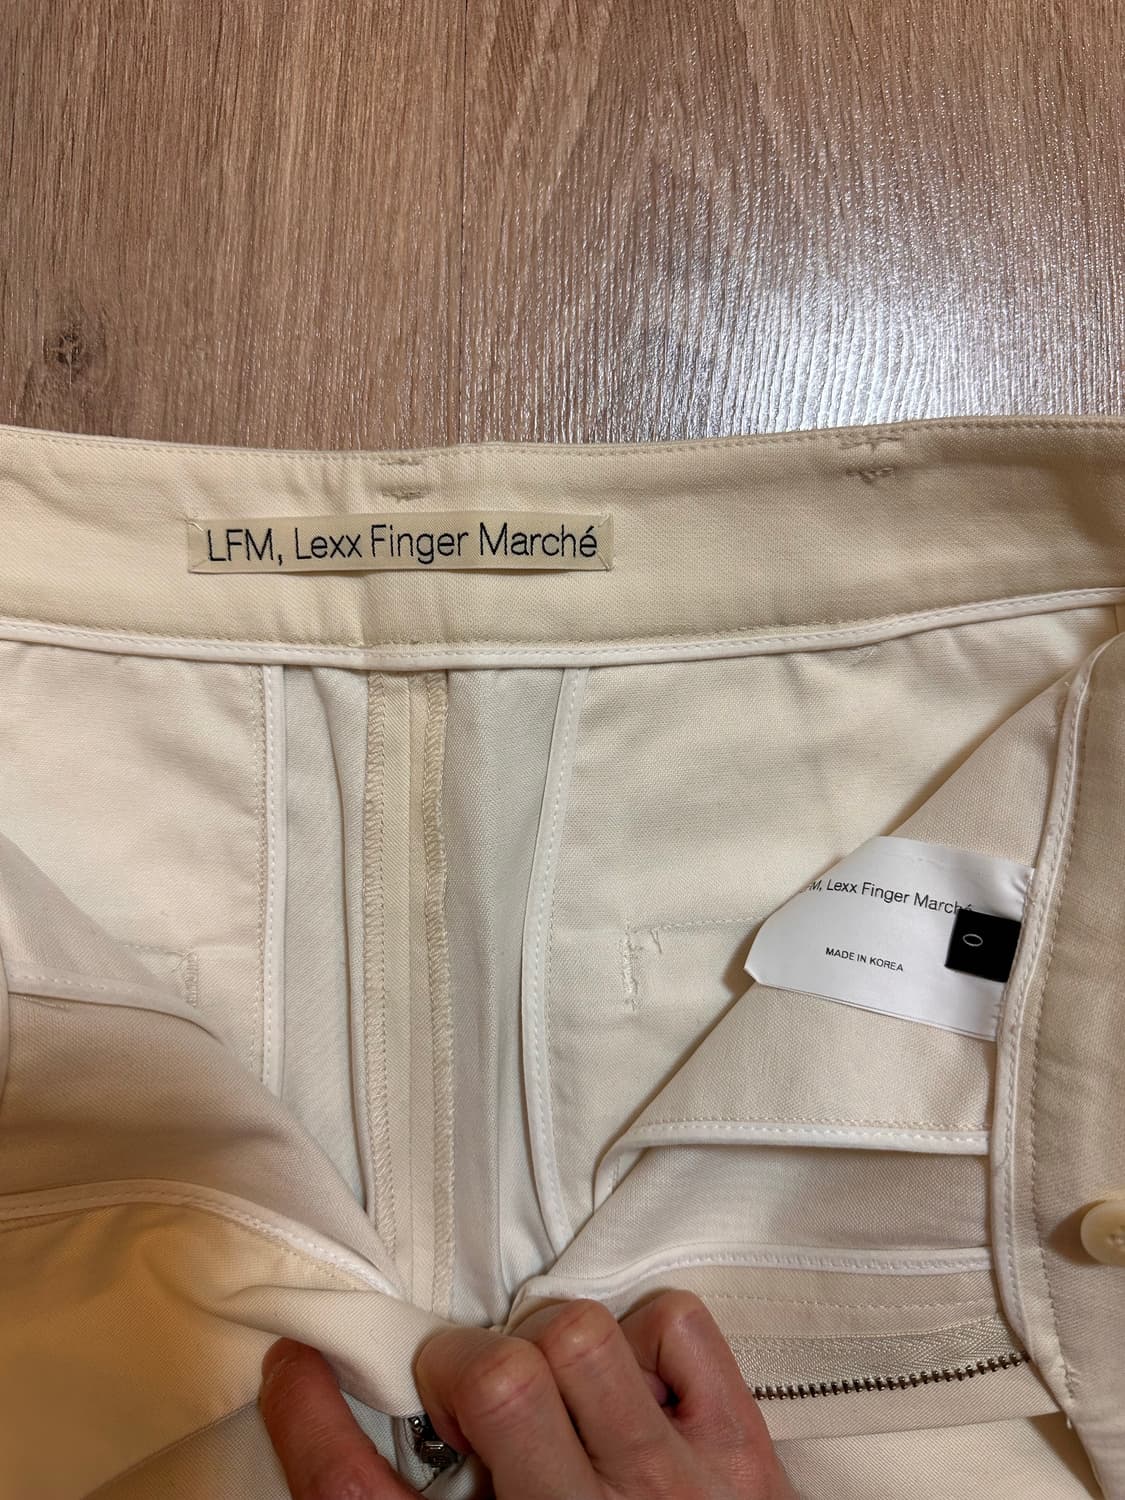 LFM, Lexx Finger Marché
M, Lexx Finger Marché
0
MADE IN KOREA